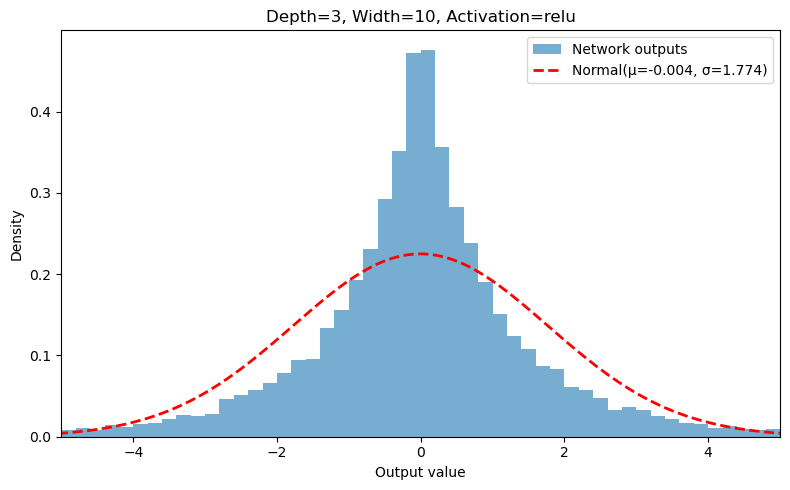 Depth=3, Width=10, Activation=relu
Network outputs
Normal(μ=-0.004, σ=1.774)
Density
0.4
0.3
0.2
0.1
0.0
−4
−2
0
2
4
Output value